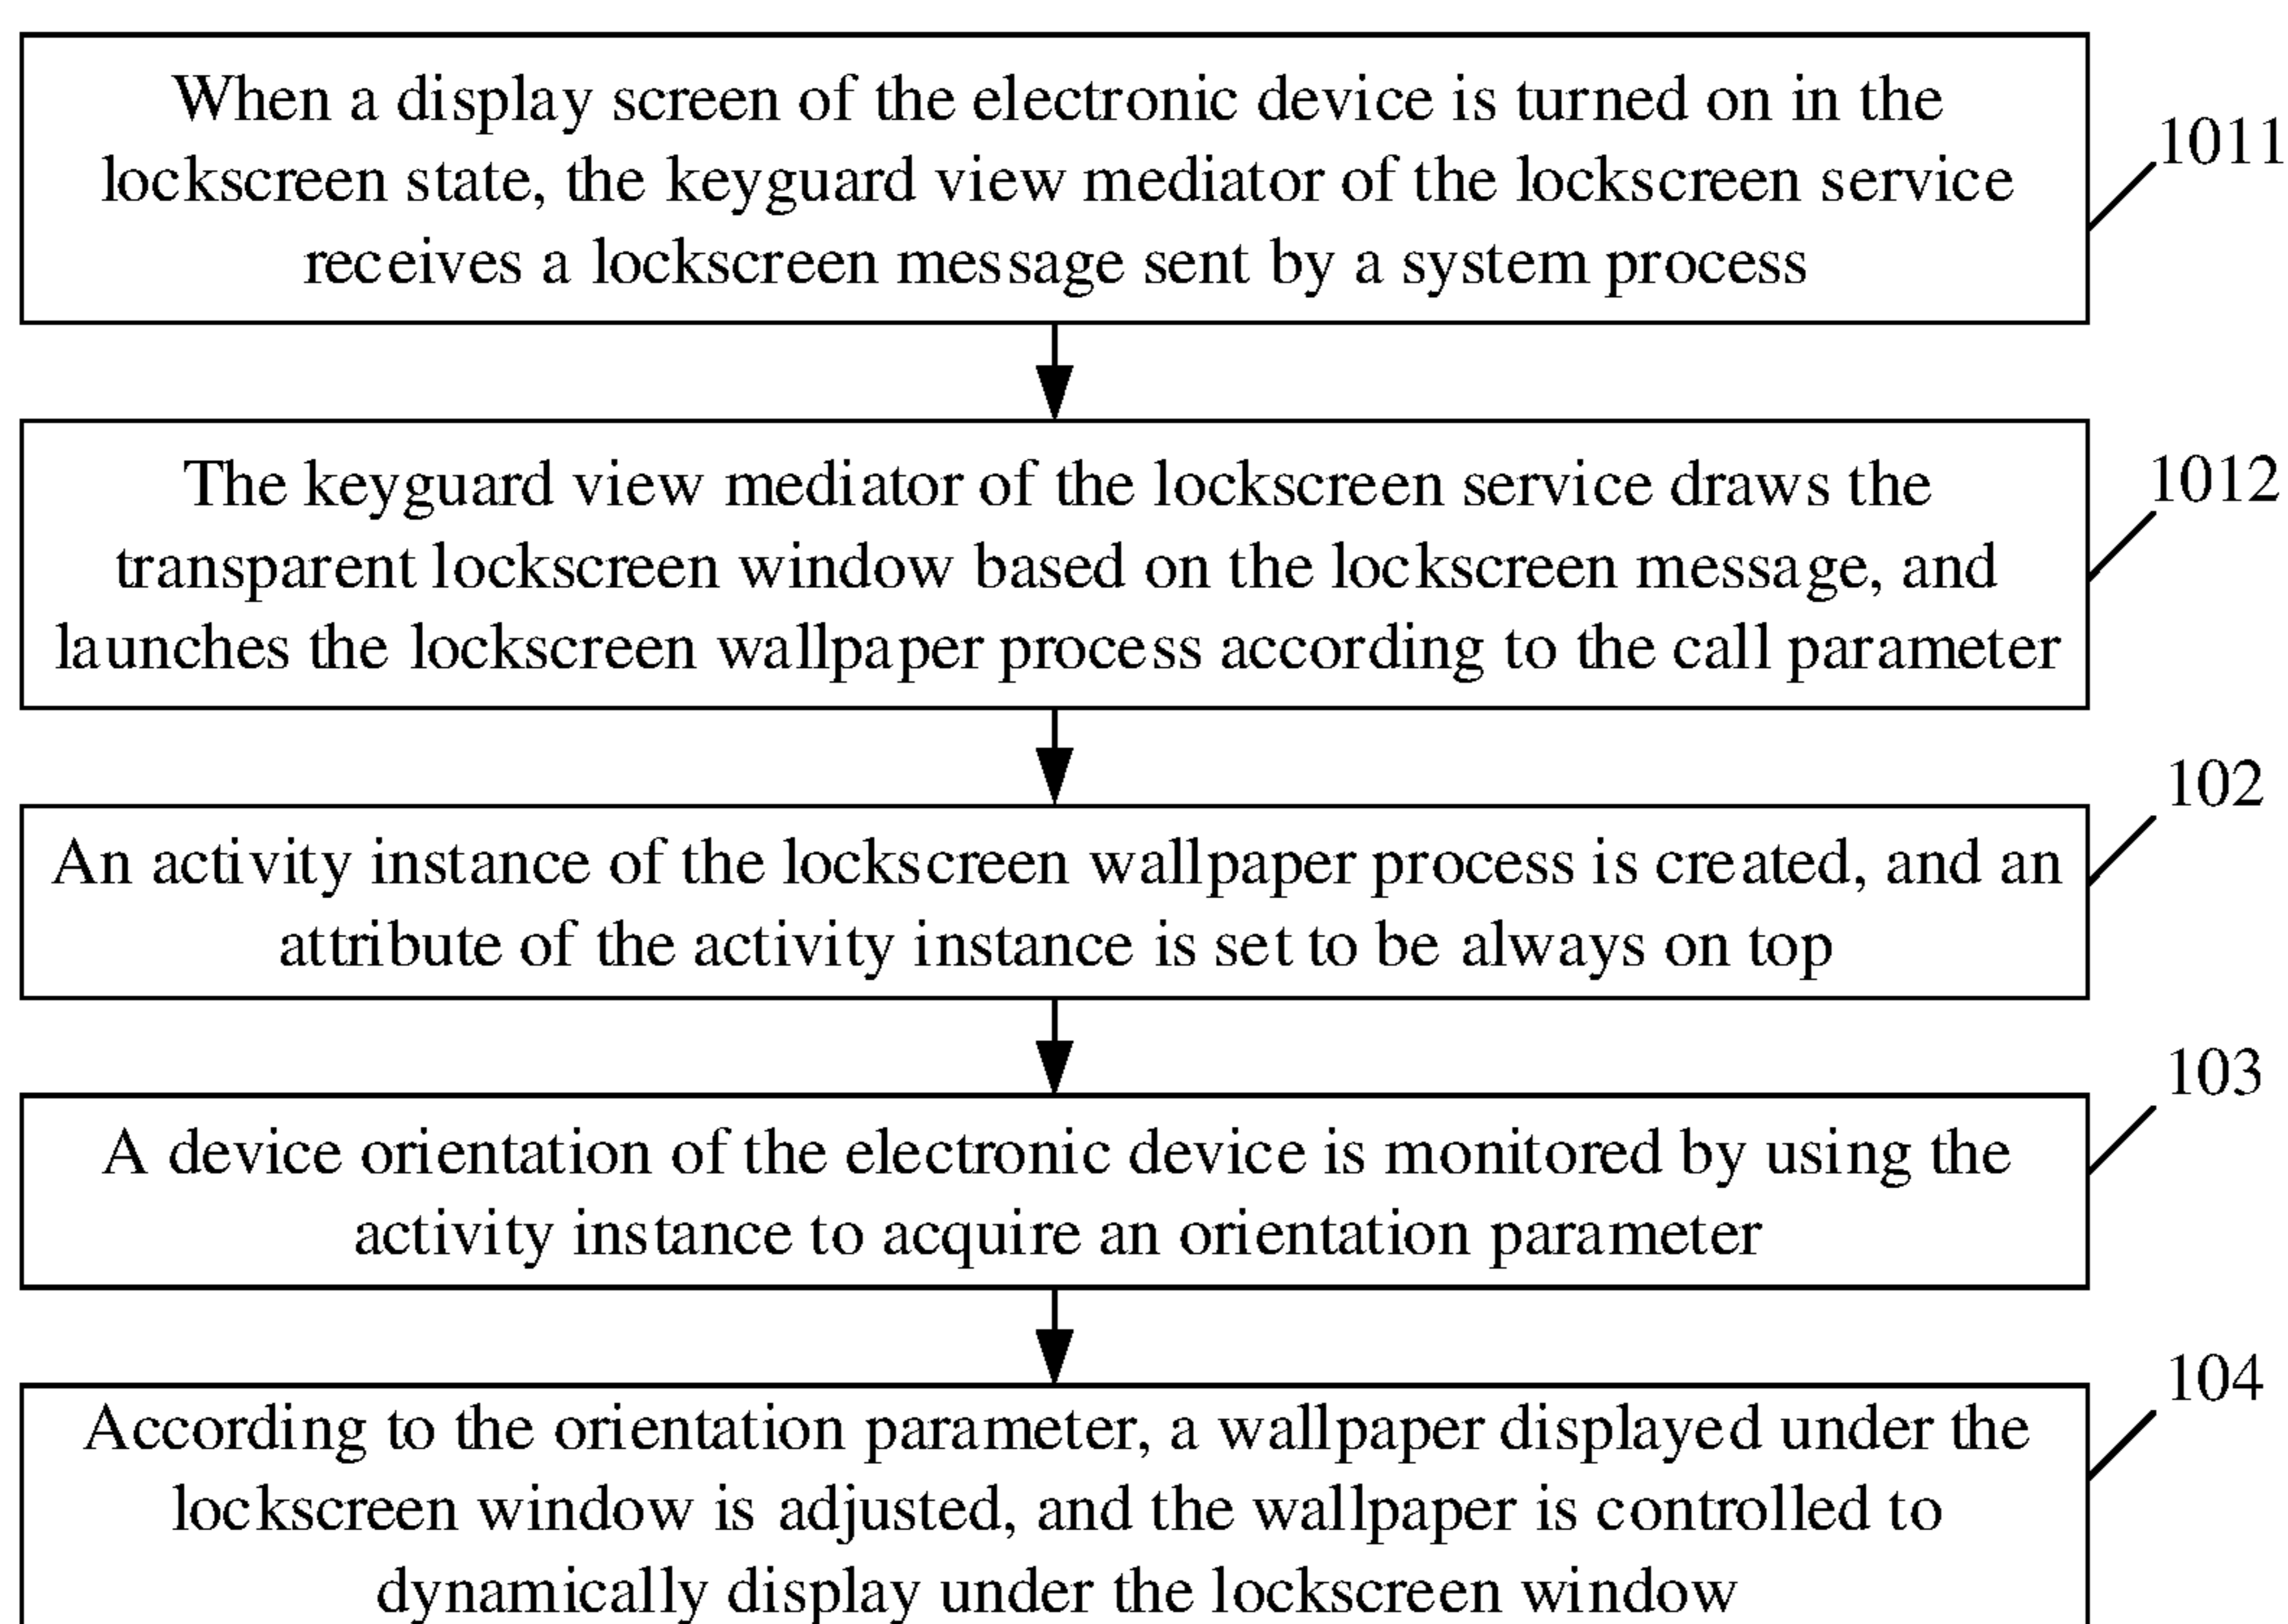 When a display screen of the electronic device is turned on in the
lockscreen state, the keyguard view mediator of the lockscreen service
receives a lockscreen message sent by a system process
1011
The keyguard view mediator of the lockscreen service draws the
transparent lockscreen window based on the lockscreen message, and
launches the lockscreen wallpaper process according to the call parameter
1012
An activity instance of the lockscreen wallpaper process is created, and an
attribute of the activity instance is set to be always on top
102
A device orientation of the electronic device is monitored by using the
activity instance to acquire an orientation parameter
103
According to the orientation parameter, a wallpaper displayed under the
lockscreen window is adjusted, and the wallpaper is controlled to
dynamically display under the lockscreen window
104